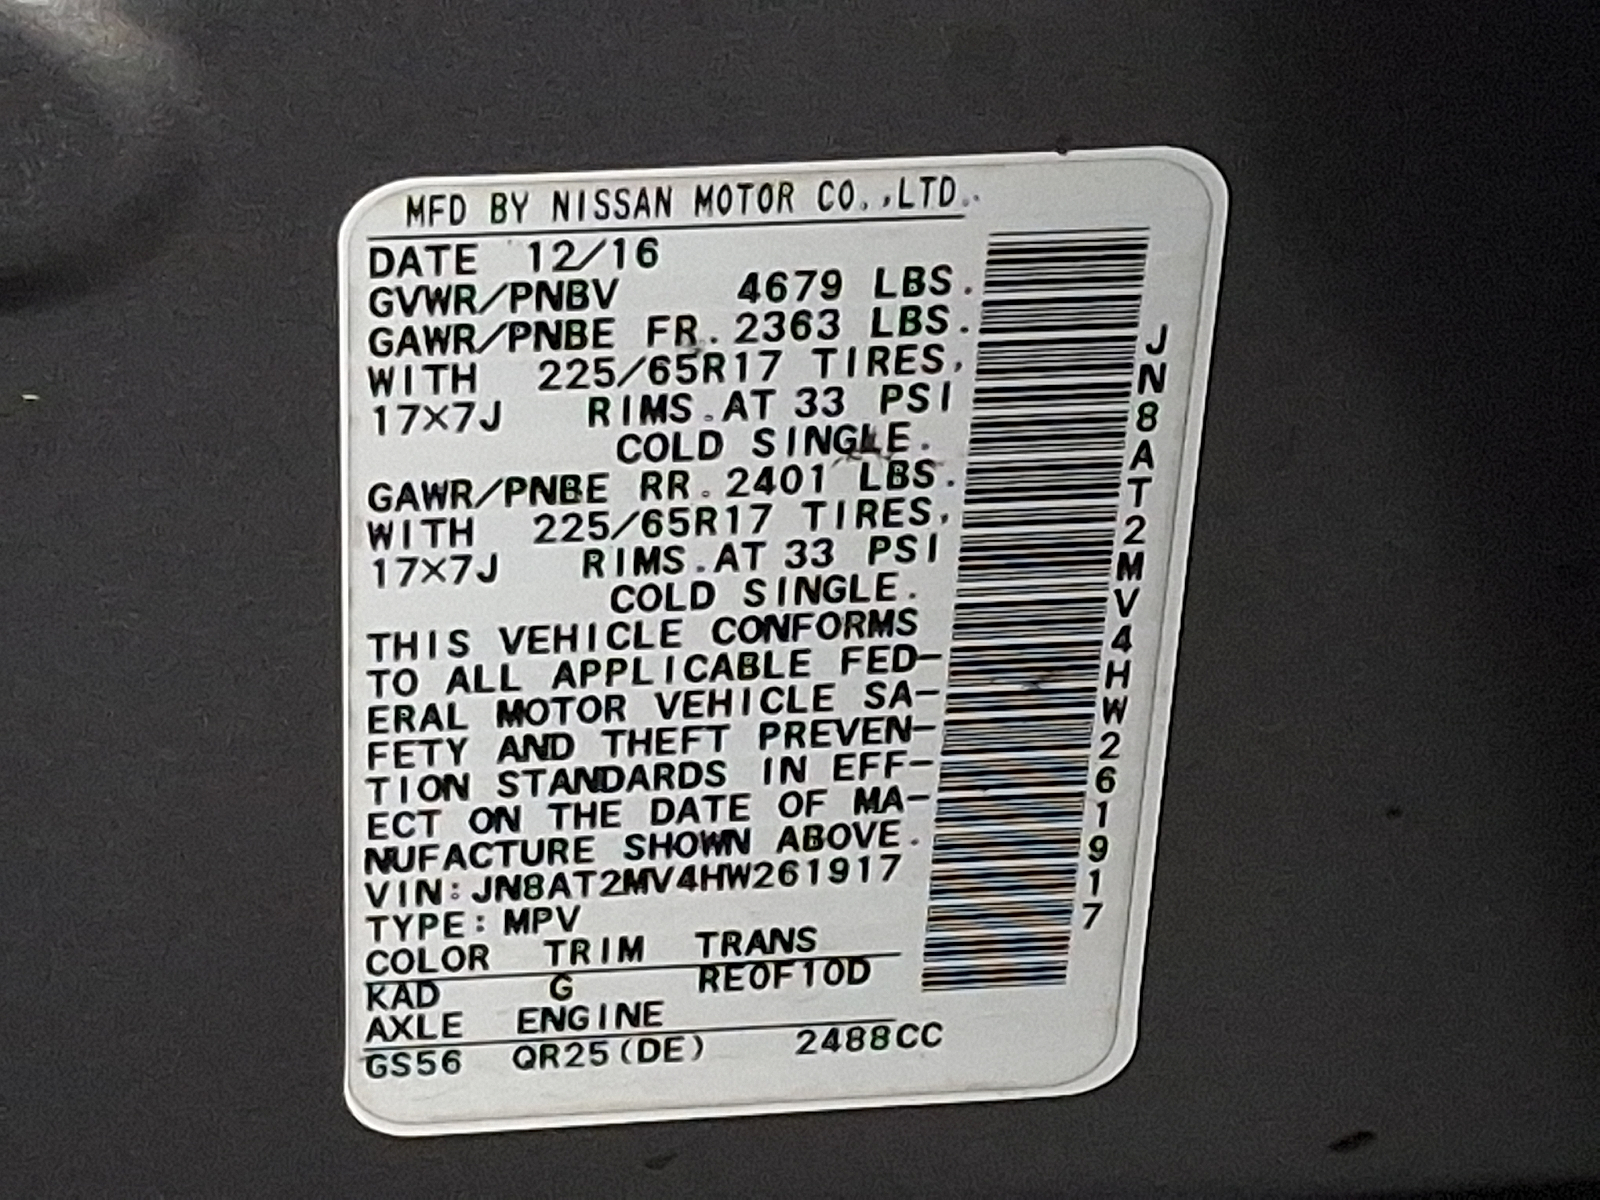 MFD BY NISSAN MOTOR CO.,LTD.
DATE 12/16
GVWR/PNBV 4679 LBS.
GAWR/PNBE FR. 2363 LBS.
WITH 225/65R17 TIRES,
17×7J RIMS.AT 33 PSI
COLD SINGLE.
GAWR/PNBE RR. 2401 LBS.
WITH 225/65R17 TIRES,
17×7J RIMS.AT 33 PSI
COLD SINGLE.
THIS VEHICLE CONFORMS
TO ALL APPLICABLE FED-
ERAL MOTOR VEHICLE SA-
FETY AND THEFT PREVEN-
TION STANDARDS IN EFF-
ECT ON THE DATE OF MA-
NUFACTURE SHOWN ABOVE.
VIN:JN8AT2MV4HW261917
TYPE:MPV
COLOR TRIM TRANS
KAD G RE0F10D
AXLE ENGINE
GS56 QR25(DE) 2488CC
JN8AT2MV4HW261917